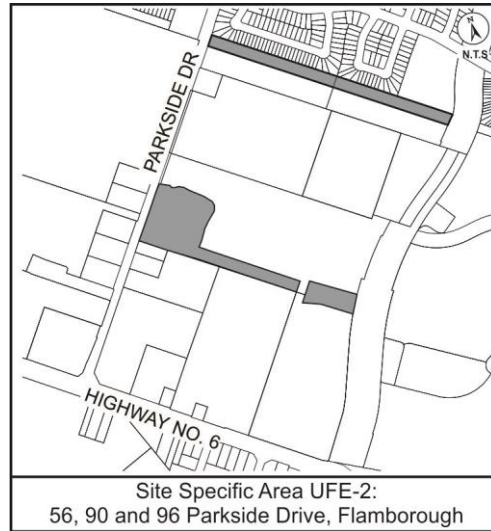 N.T.S
PARKSIDE DR
HIGHWAY NO. 6
Site Specific Area UFE-2:
56, 90 and 96 Parkside Drive, Flamborough